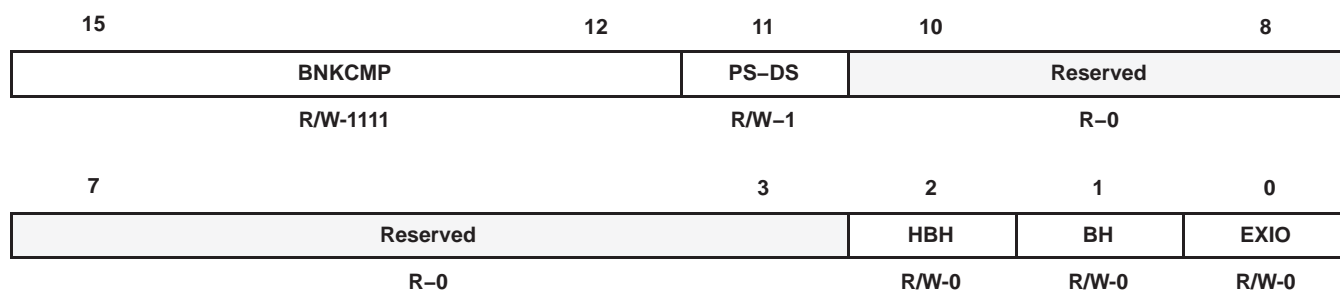 15 12 11 10 8
BNKCMP PS–DS Reserved
R/W-1111 R/W–1 R–0
7 3 2 1 0
Reserved HBH BH EXIO
R–0 R/W-0 R/W-0 R/W-0